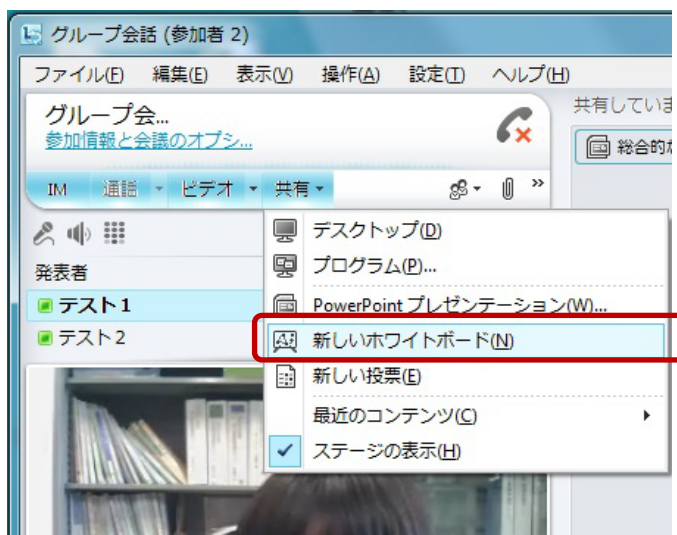 グループ会話 (参加者 2)
ファイル(F) 編集(E) 表示(V) 操作(A) 設定(T) ヘルプ(H)
グループ会...
参加情報と会議のオプシ...
共有していま
総合的な
IM 通話 ビデオ 共有
発表者
テスト1
テスト2
デスクトップ(D)
プログラム(P)...
PowerPoint プレゼンテーション(W)...
新しいホワイトボード(N)
新しい投票(E)
最近のコンテンツ(C)
ステージの表示(H)